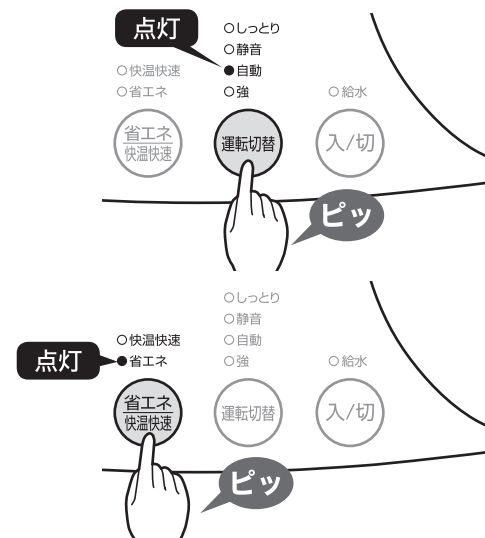 点灯
○しっとり
○静音
●自動
○強
○快温快速
○省エネ
○給水
省エネ
快温快速
運転切替
入/切
ピッ
○しっとり
○静音
○自動
○強
○快温快速
●省エネ
○給水
点灯
省エネ
快温快速
運転切替
入/切
ピッ